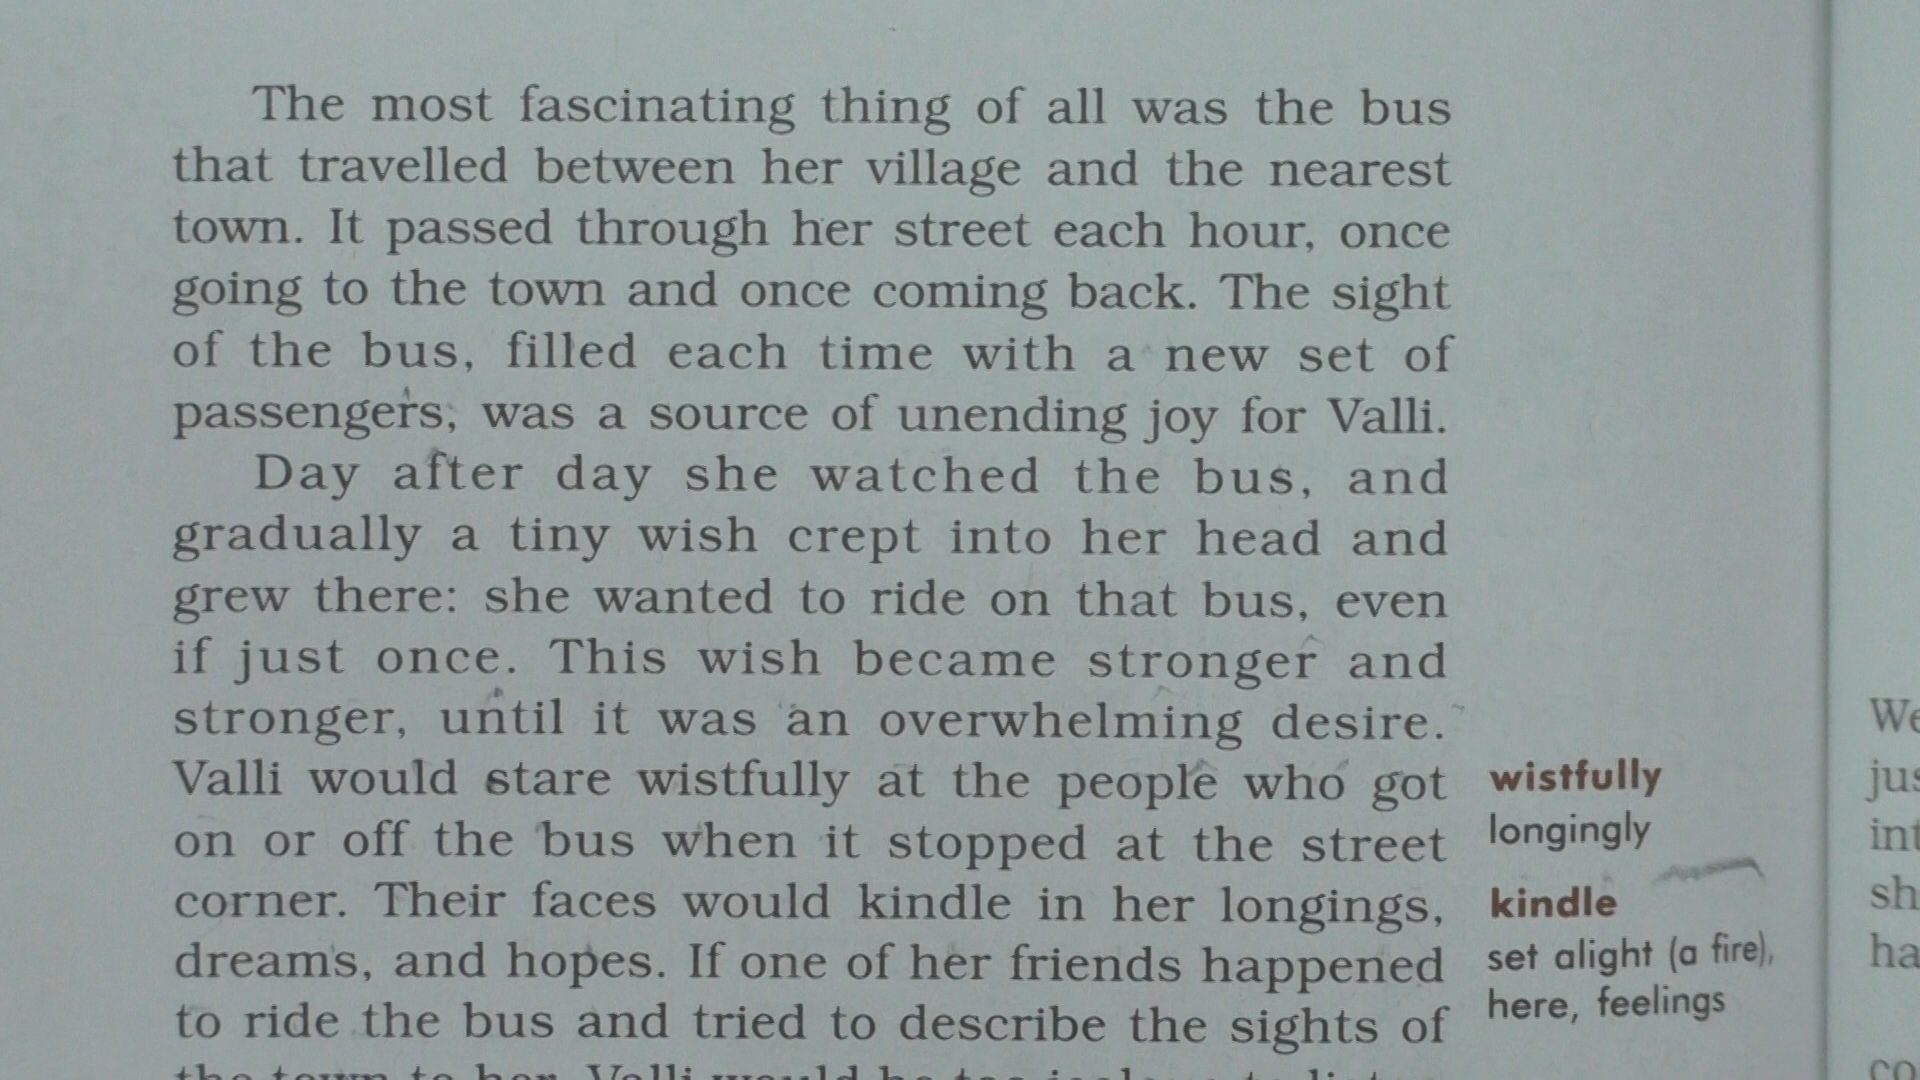 The most fascinating thing of all was the bus
that travelled between her village and the nearest
town. It passed through her street each hour, once
going to the town and once coming back. The sight
of the bus, filled each time with a new set of
passengers, was a source of unending joy for Valli.
Day after day she watched the bus, and
gradually a tiny wish crept into her head and
grew there: she wanted to ride on that bus, even
if just once. This wish became stronger and
stronger, until it was an overwhelming desire.
Valli would stare wistfully at the people who got
on or off the bus when it stopped at the street
corner. Their faces would kindle in her longings,
dreams, and hopes. If one of her friends happened
to ride the bus and tried to describe the sights of
wistfully
longingly
kindle
set alight (a fire),
here, feelings
We